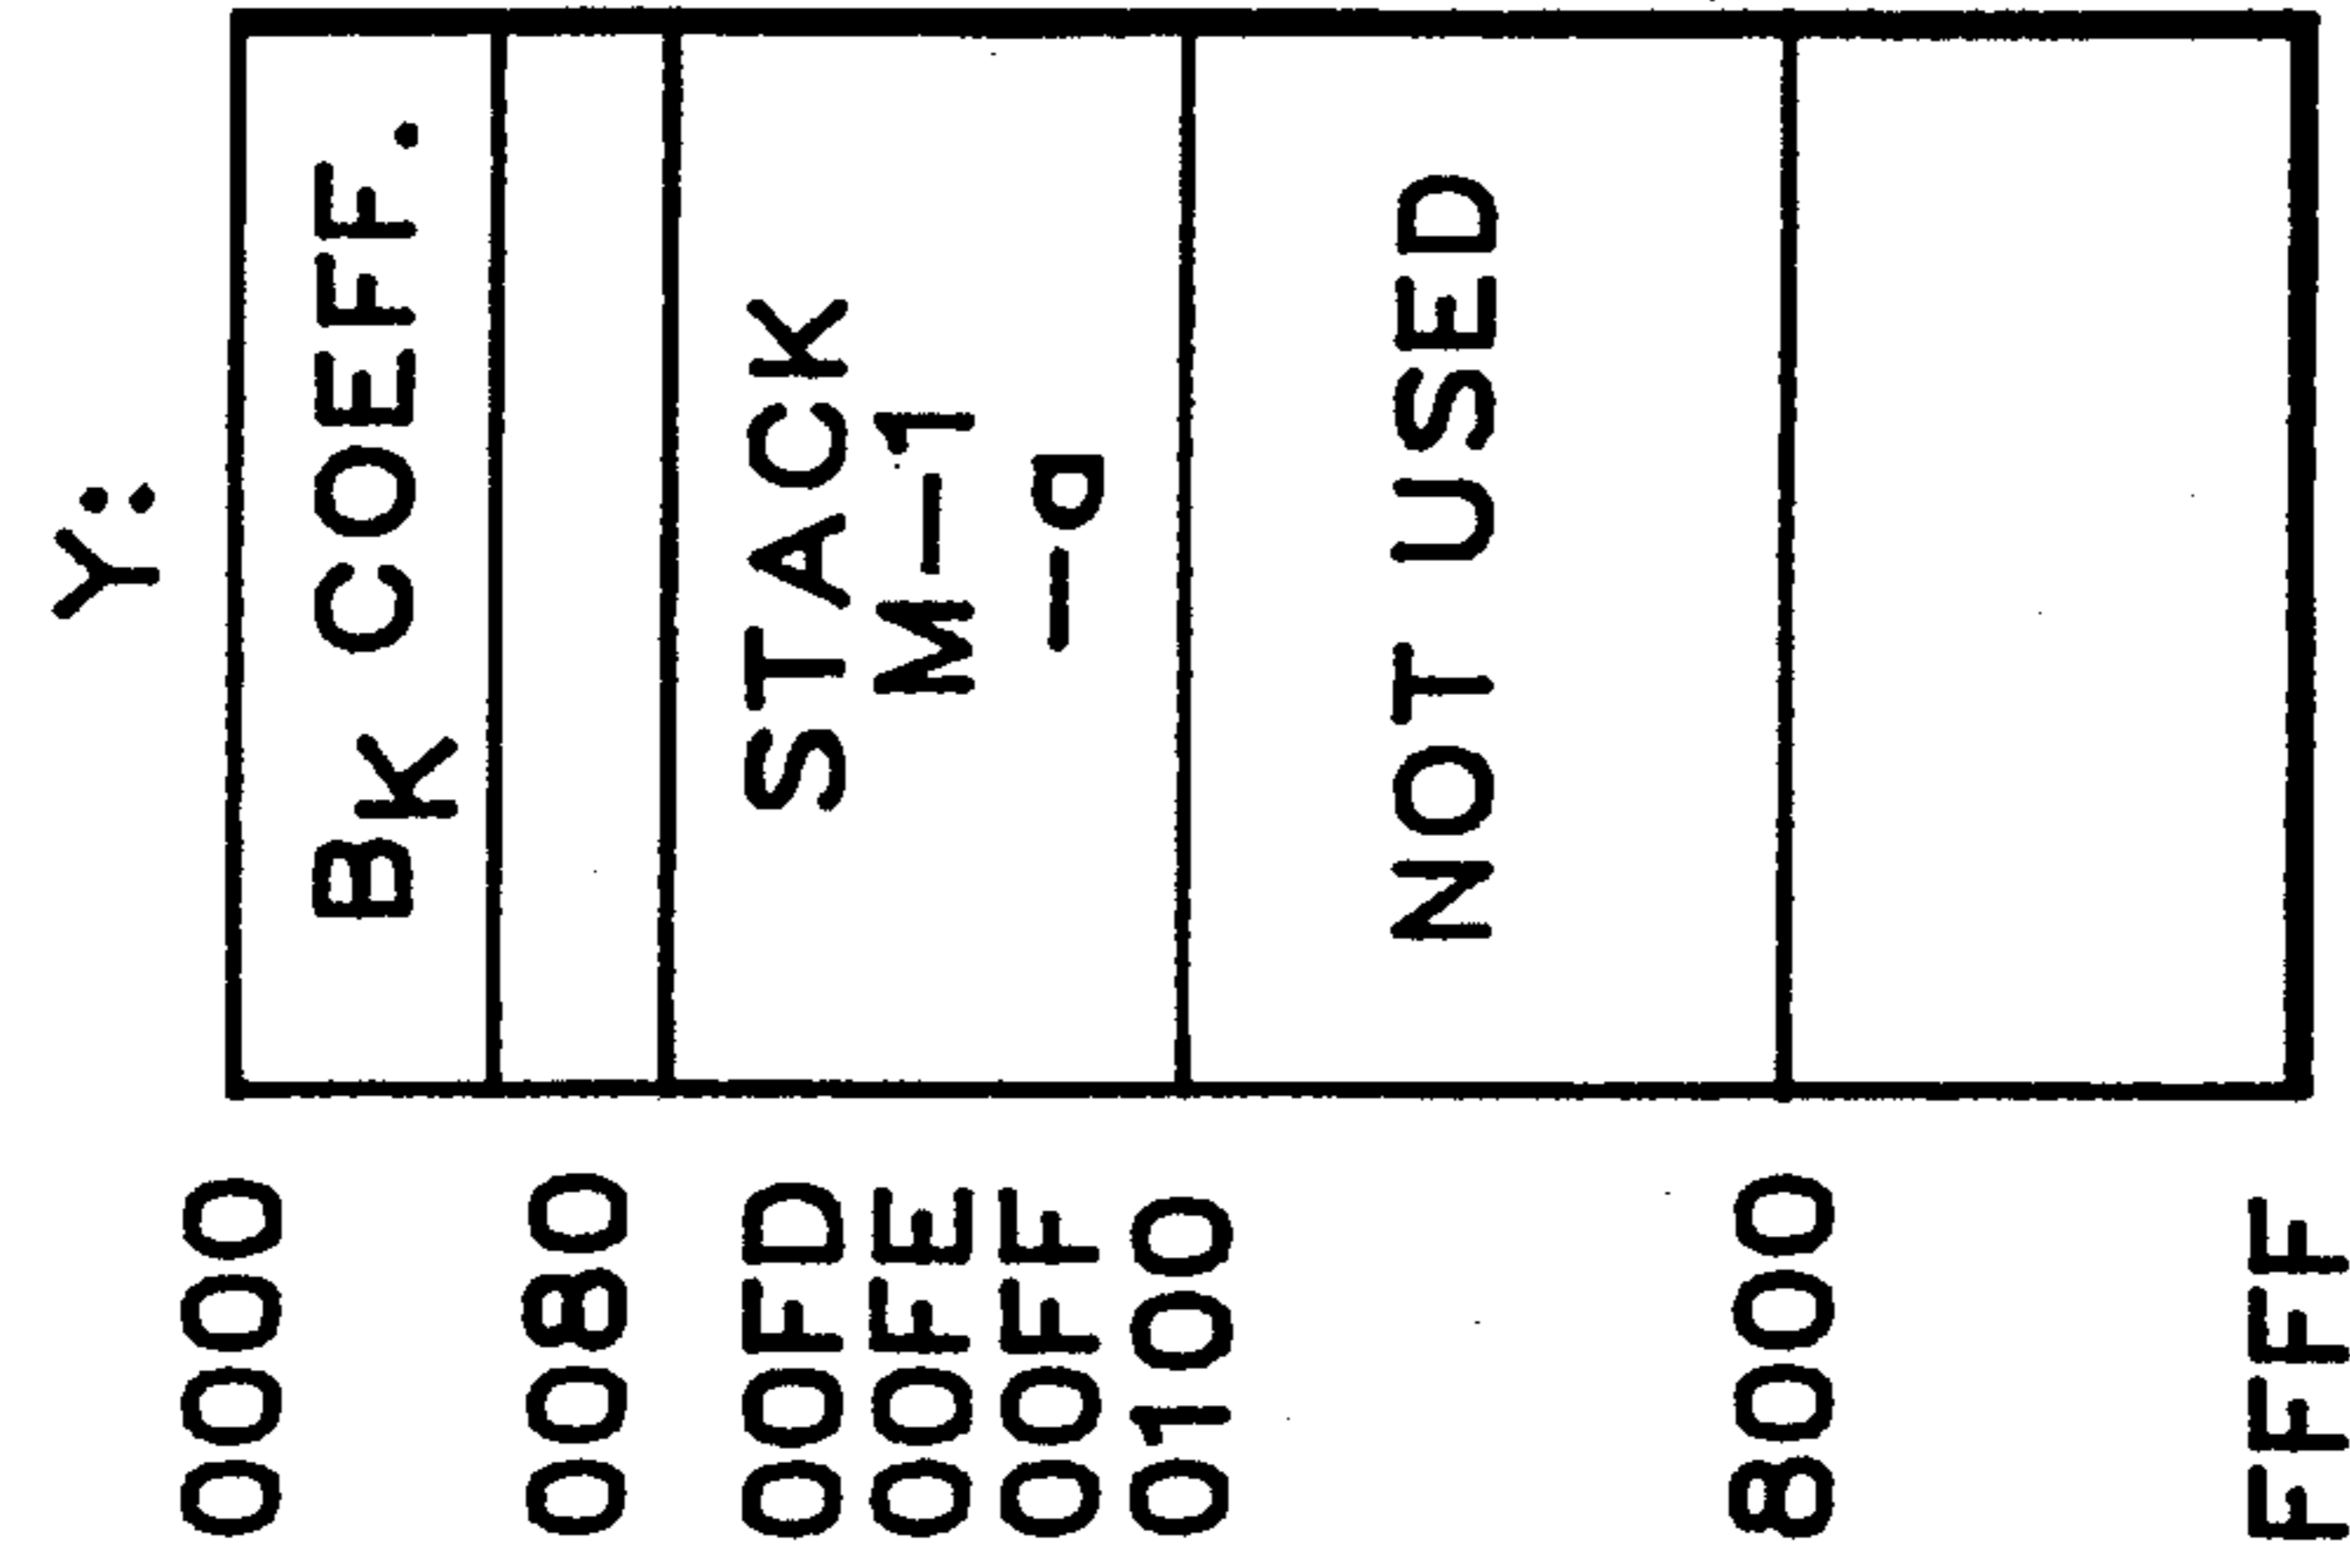 Y:
0000
BK COEFF.
0080
00FD STACK
00FE M-1
00FF -a
0100
NOT USED
8000
FFFF